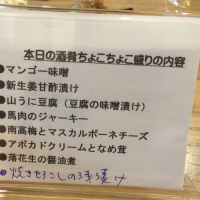 本日の酒肴ちょこちょこ盛りの内容
●マンゴー味噌
●新生姜甘酢漬け
●山うに豆腐（豆腐の味噌漬け）
●馬肉のジャーキー
●南高梅とマスカルポーネチーズ
●アボカドクリームとなめ茸
●落花生の醤油煮
●焼きもろこしの浅漬け